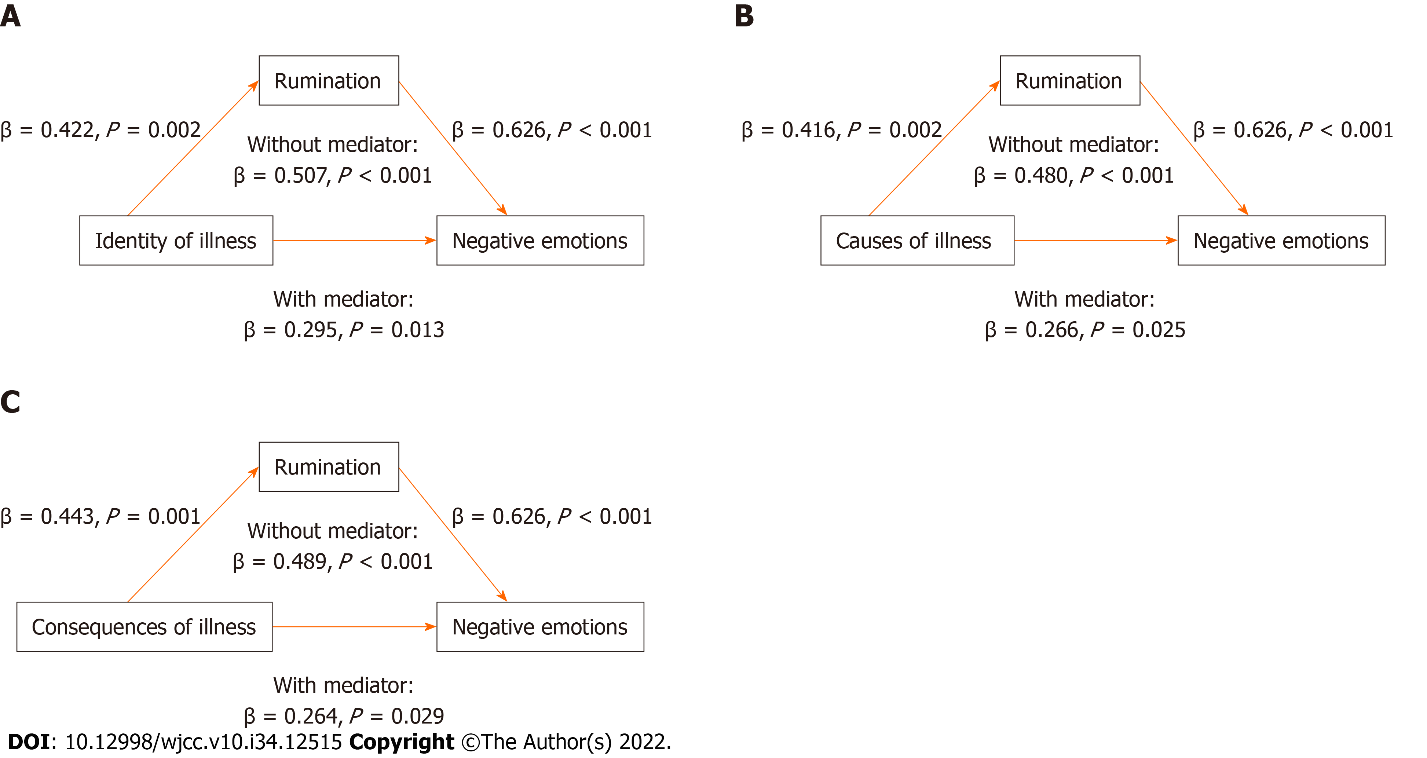 A
Rumination
β = 0.422, P = 0.002
β = 0.626, P < 0.001
Without mediator:
β = 0.507, P < 0.001
Identity of illness
Negative emotions
With mediator:
β = 0.295, P = 0.013
B
Rumination
β = 0.416, P = 0.002
β = 0.626, P < 0.001
Without mediator:
β = 0.480, P < 0.001
Causes of illness
Negative emotions
With mediator:
β = 0.266, P = 0.025
C
Rumination
β = 0.443, P = 0.001
β = 0.626, P < 0.001
Without mediator:
β = 0.489, P < 0.001
Consequences of illness
Negative emotions
With mediator:
β = 0.264, P = 0.029
DOI: 10.12998/wjcc.v10.i34.12515 Copyright ©The Author(s) 2022.